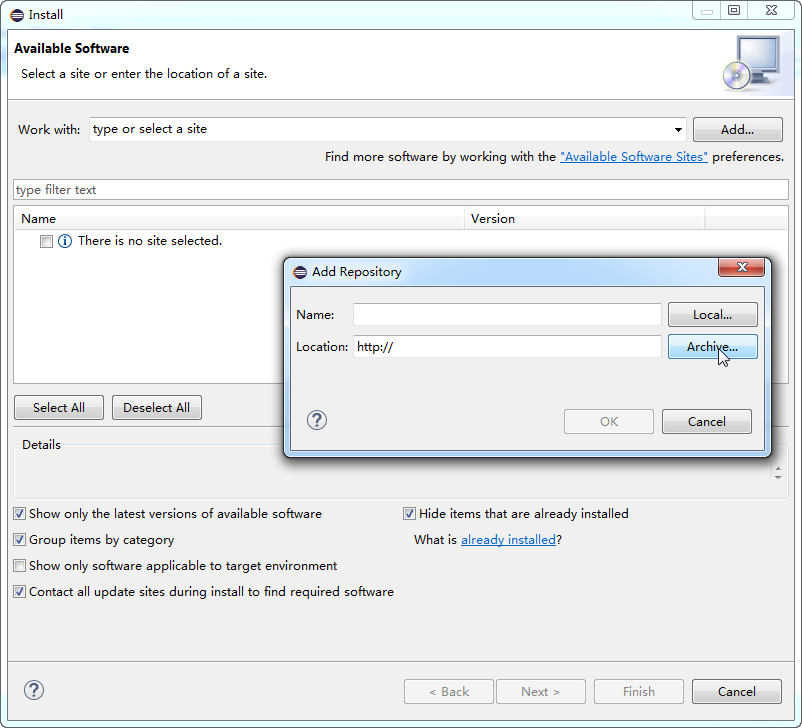 Install
Available Software
Select a site or enter the location of a site.
Work with: type or select a site Add...
Find more software by working with the "Available Software Sites" preferences.
type filter text
Name Version
There is no site selected.
Add Repository
Name: Local...
Location: http:// Archive...
OK Cancel
Select All Deselect All
Details
Show only the latest versions of available software Hide items that are already installed
Group items by category What is already installed?
Show only software applicable to target environment
Contact all update sites during install to find required software
< Back Next > Finish Cancel